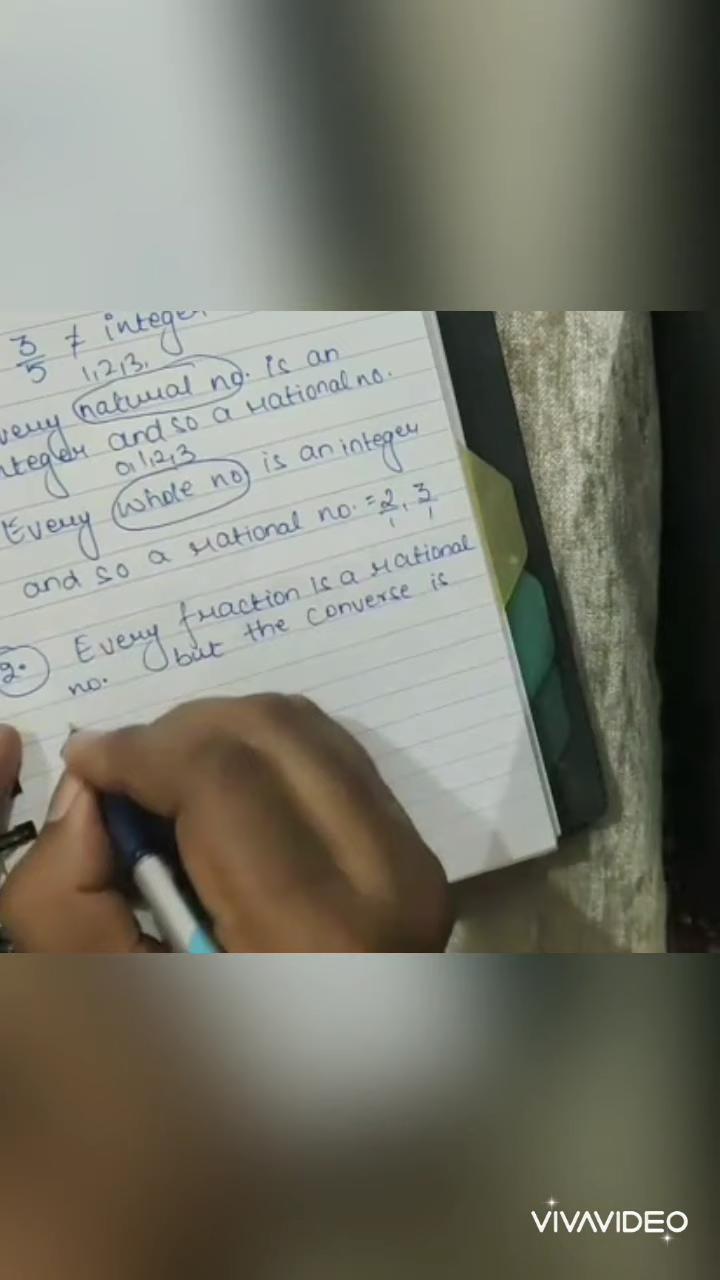 3/5 ≠ integer
1,2,13,
very natural no. is an
nteger and so a rational no.
0,1,2,3
Every whole no is an integer
and so a rational no. = 2/1, 3/1
2. Every fraction is a rational
no. but the converse is
VIVAVIDEO